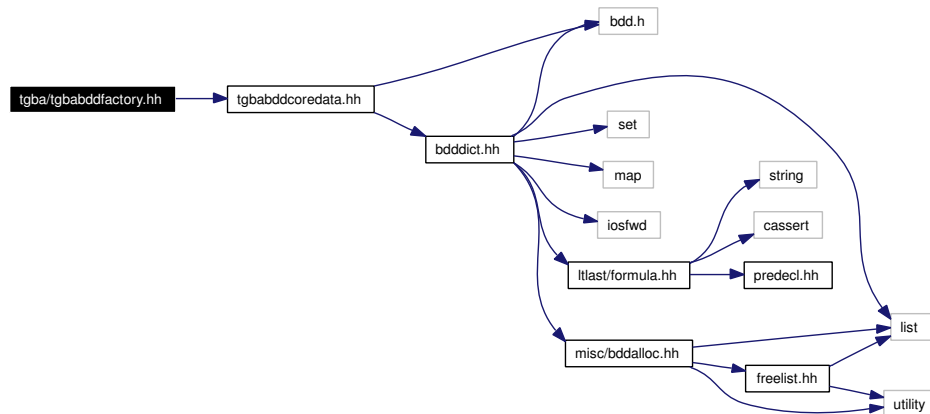 bdd.h
tgba/tgbabddfactory.hh
tgbabddcoredata.hh
set
bdddict.hh
map
string
iosfwd
cassert
ltlast/formula.hh
predecl.hh
list
misc/bddalloc.hh
freelist.hh
utility